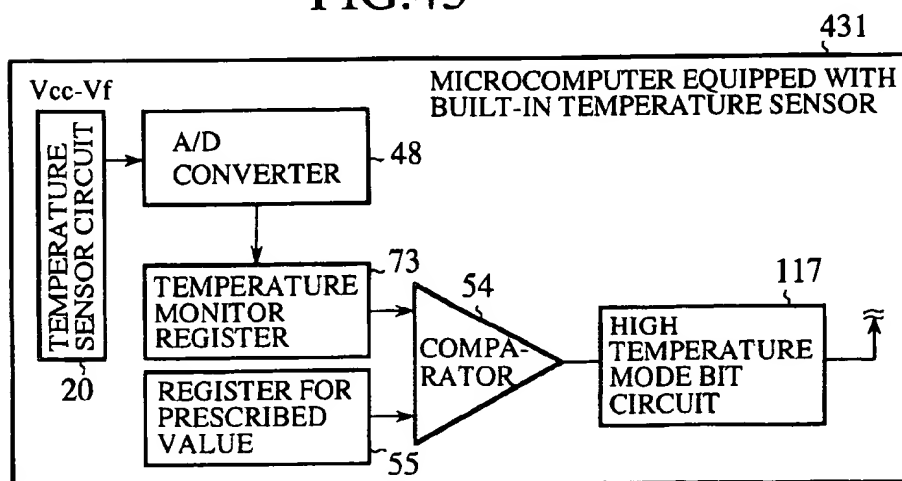 FIG.43
431
MICROCOMPUTER EQUIPPED WITH
BUILT-IN TEMPERATURE SENSOR
Vcc-Vf
TEMPERATURE
SENSOR CIRCUIT
20
A/D
CONVERTER
48
73
TEMPERATURE
MONITOR
REGISTER
REGISTER FOR
PRESCRIBED
VALUE
55
54
COMPA-
RATOR
117
HIGH
TEMPERATURE
MODE BIT
CIRCUIT